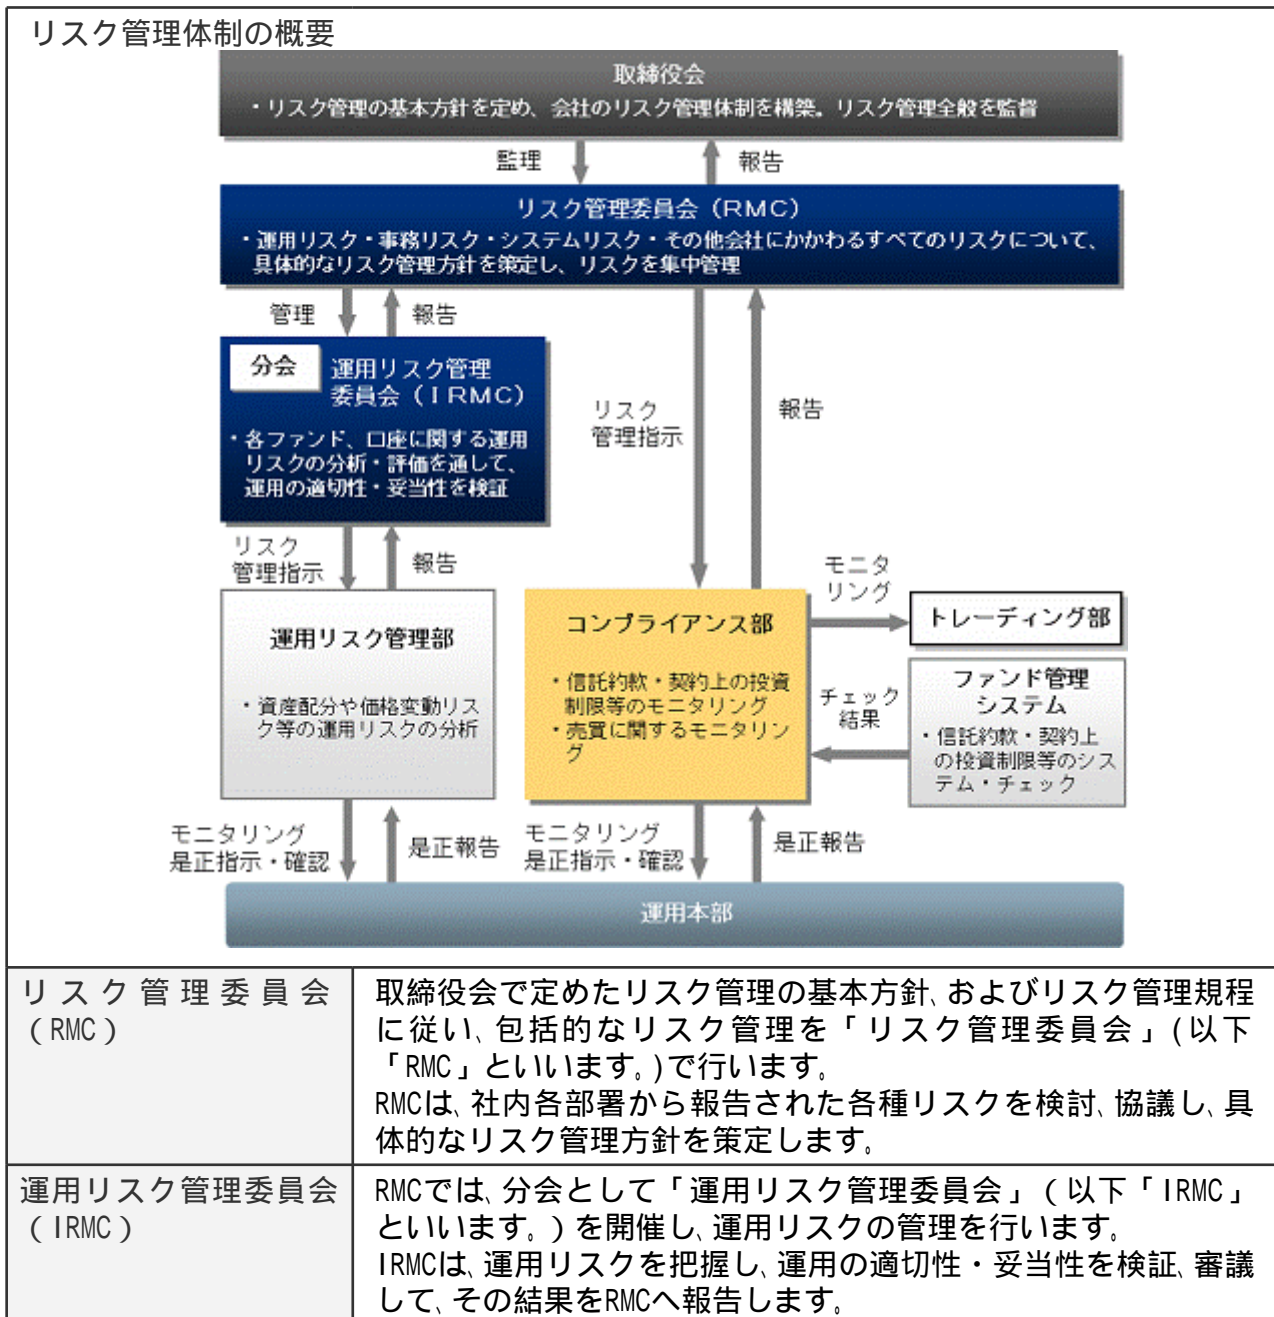 リスク管理体制の概要
取締役会
・リスク管理の基本方針を定め、会社のリスク管理体制を構築。リスク管理全般を監督
監理
報告
リスク管理委員会（RMC）
・運用リスク・事務リスク・システムリスク・その他会社にかかわるすべてのリスクについて、
具体的なリスク管理方針を策定し、リスクを集中管理
管理
報告
分会
運用リスク管理
委員会（IRMC）
・各ファンド、口座に関する運用
リスクの分析・評価を通して、
運用の適切性・妥当性を検証
リスク
管理指示
報告
リスク
管理指示
報告
運用リスク管理部
・資産配分や価格変動リス
ク等の運用リスクの分析
コンプライアンス部
・信託約款・契約上の投資
制限等のモニタリング
・売買に関するモニタリン
グ
モニタ
リング
トレーディング部
チェック
結果
ファンド管理
システム
・信託約款・契約上
の投資制限等のシス
テム・チェック
モニタリング
是正指示・確認
是正報告
モニタリング
是正指示・確認
是正報告
運用本部
リスク管理委員会
（RMC）
取締役会で定めたリスク管理の基本方針、およびリスク管理規程
に従い、包括的なリスク管理を「リスク管理委員会」（以下
「RMC」といいます。）で行います。
RMCは、社内各部署から報告された各種リスクを検討、協議し、具
体的なリスク管理方針を策定します。
運用リスク管理委員会
（IRMC）
RMCでは、分会として「運用リスク管理委員会」（以下「IRMC」
といいます。）を開催し、運用リスクの管理を行います。
IRMCは、運用リスクを把握し、運用の適切性・妥当性を検証、審議
して、その結果をRMCへ報告します。